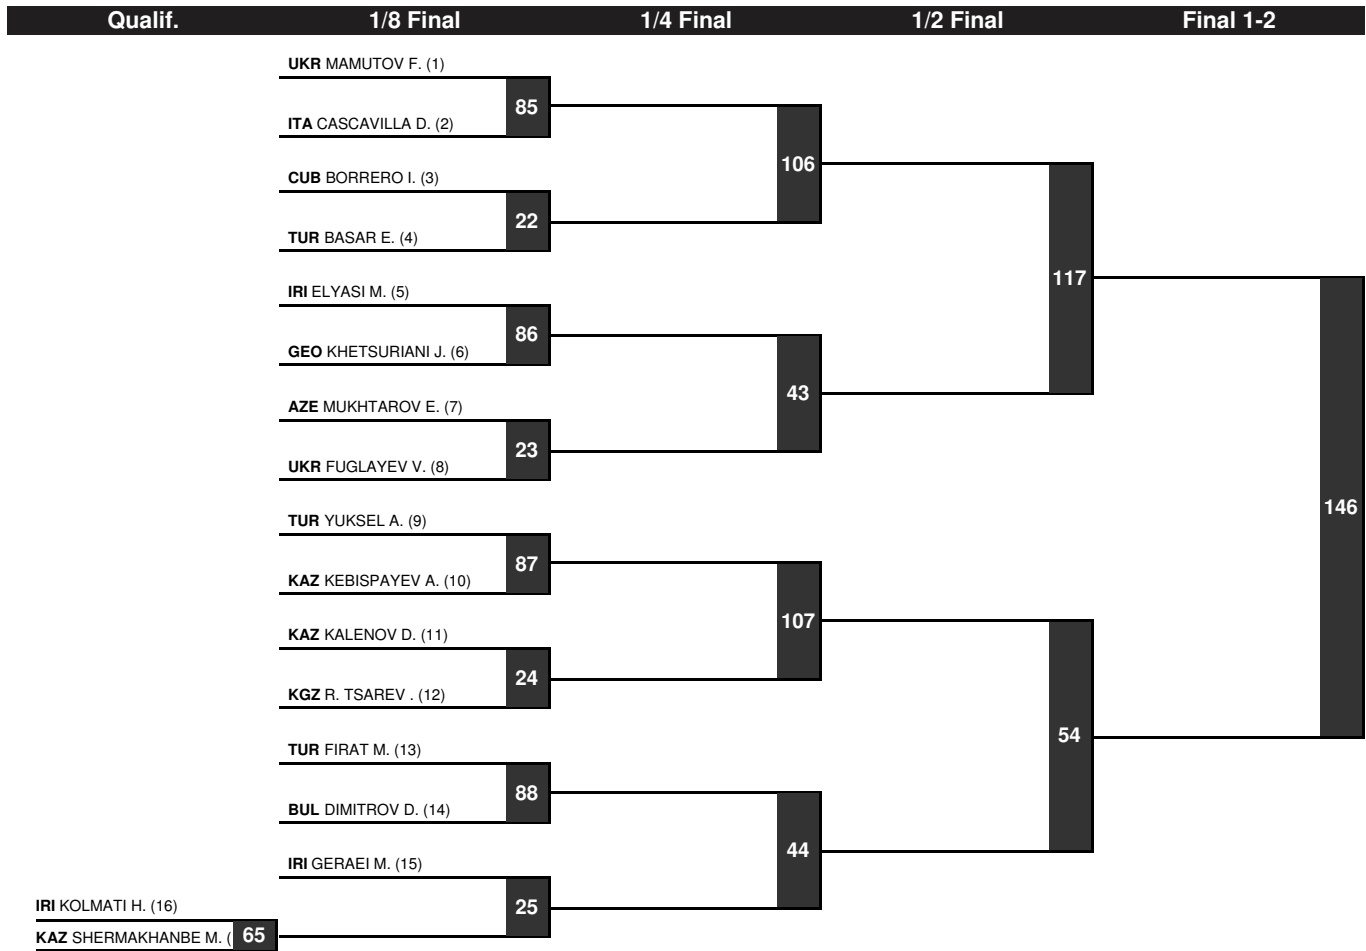 Qualif. 1/8 Final 1/4 Final 1/2 Final Final 1-2
UKR MAMUTOV F. (1)
85
ITA CASCAVILLA D. (2)
106
CUB BORRERO I. (3)
22
TUR BASAR E. (4)
117
IRI ELYASI M. (5)
86
GEO KHETSURIANI J. (6)
43
AZE MUKHTAROV E. (7)
23
UKR FUGLAYEV V. (8)
146
TUR YUKSEL A. (9)
87
KAZ KEBISPAYEV A. (10)
107
KAZ KALENOV D. (11)
24
KGZ R. TSAREV . (12)
54
TUR FIRAT M. (13)
88
BUL DIMITROV D. (14)
44
IRI GERAEI M. (15)
25
IRI KOLMATI H. (16)
KAZ SHERMAKHANBE M. ( 65